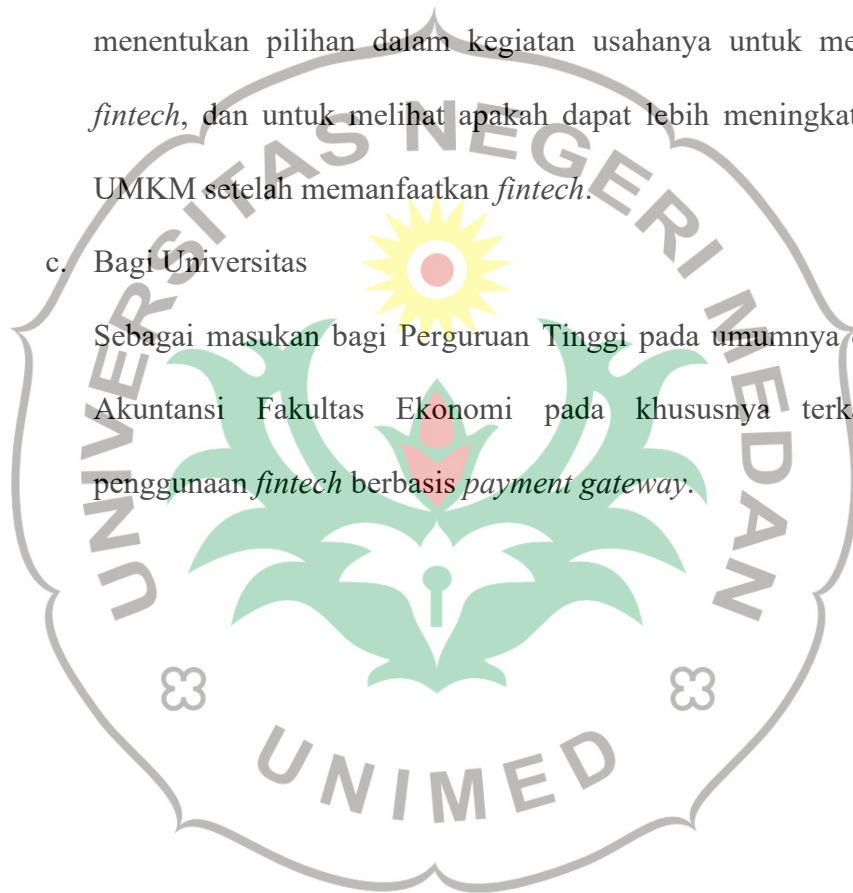 menentukan pilihan dalam kegiatan usahanya untuk me
fintech, dan untuk melihat apakah dapat lebih meningkat
UMKM setelah memanfaatkan fintech.
c. Bagi Universitas
Sebagai masukan bagi Perguruan Tinggi pada umumnya
Akuntansi Fakultas Ekonomi pada khususnya terk
penggunaan fintech berbasis payment gateway.
UNIVERSITAS NEGERI MEDAN
UNIMED